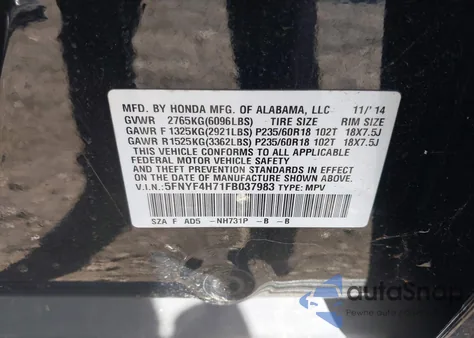 MFD. BY HONDA MFG. OF ALABAMA, LLC 11/'14
GVWR 2765KG(6096LBS) TIRE SIZE RIM SIZE
GAWR F 1325KG(2921LBS) P235/60R18 102T 18X7.5J
GAWR R 1525KG(3362LBS) P235/60R18 102T 18X7.5J
THIS VEHICLE CONFORMS TO ALL APPLICABLE
FEDERAL MOTOR VEHICLE SAFETY, BUMPER,
AND THEFT PREVENTION STANDARDS IN EFFECT
ON THE DATE OF MANUFACTURE SHOWN ABOVE.
V.I.N.: 5FNYF4H71FB037983 TYPE: MPV
SZA F AD5 -NH731P -B -B
autoSnap
Pewne auto